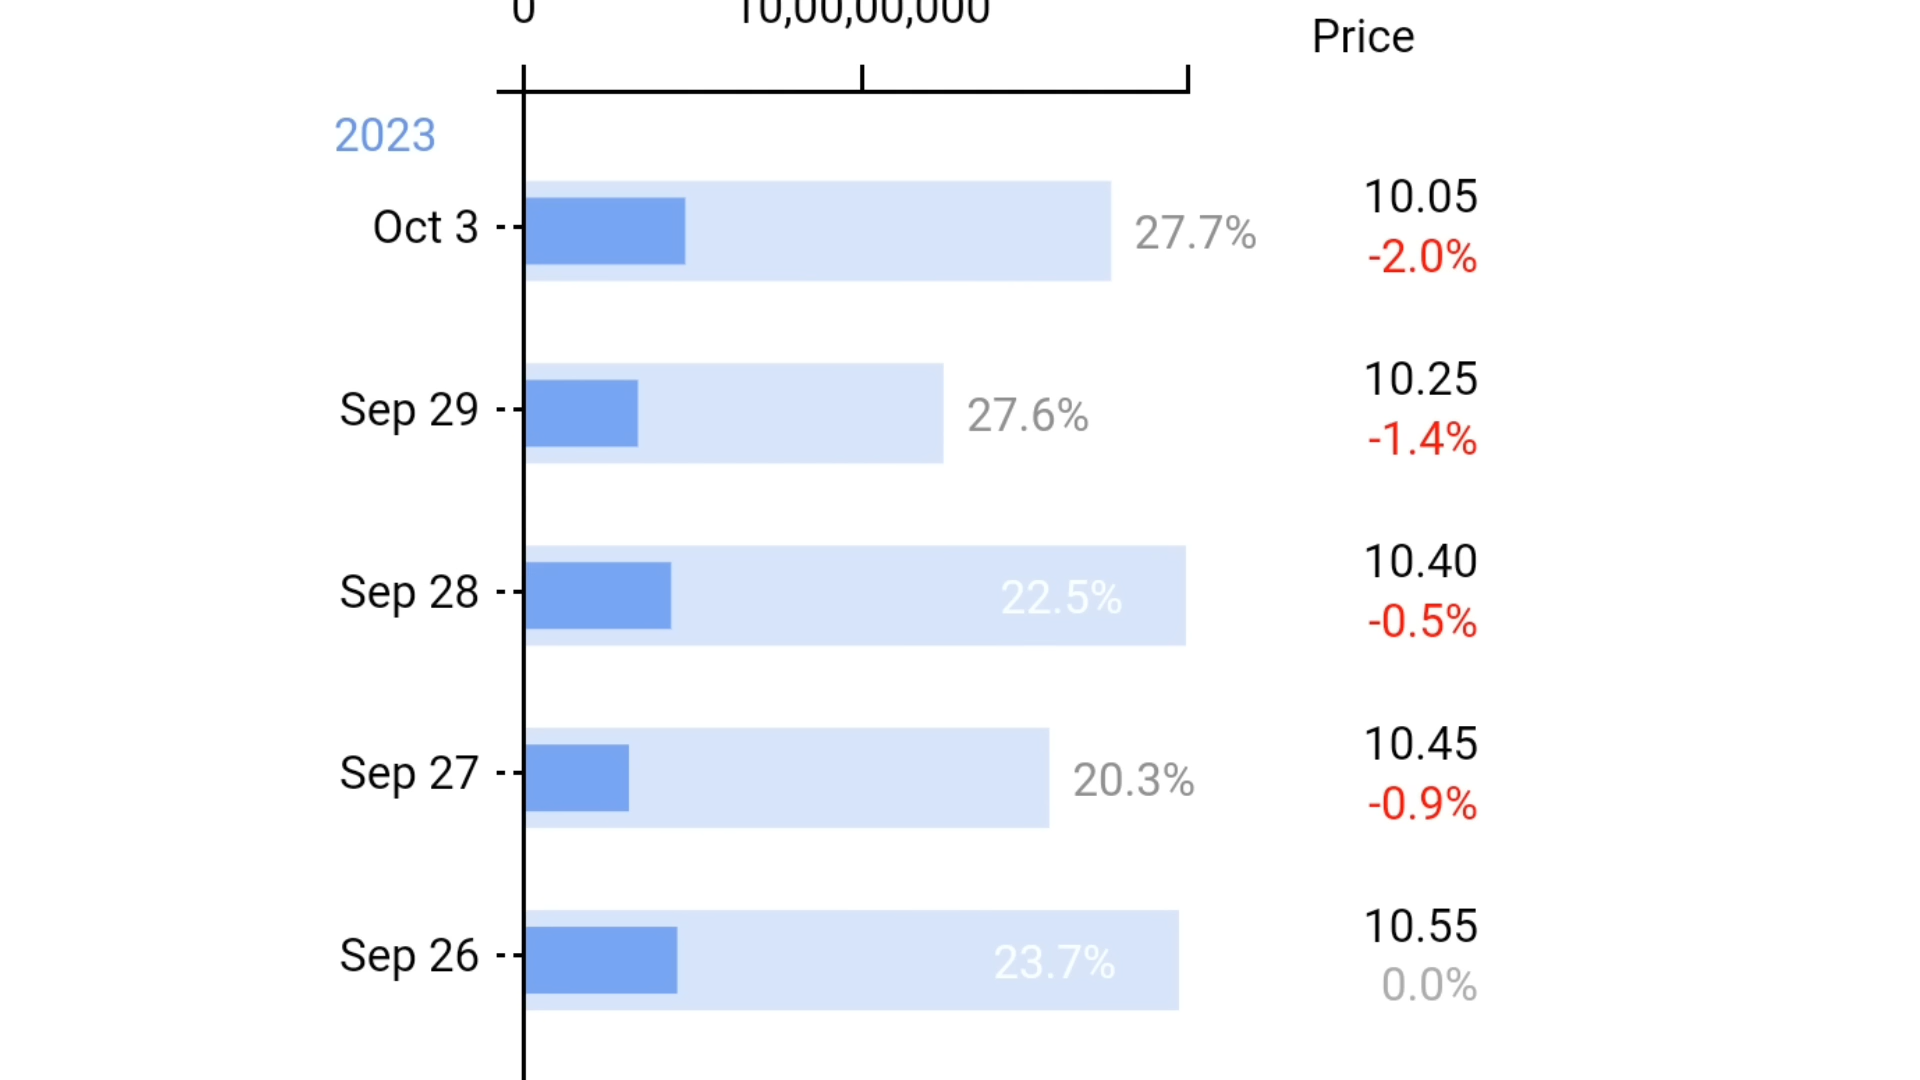 0 10,00,00,000
Price
2023
Oct 3 27.7% 10.05
-2.0%
Sep 29 27.6% 10.25
-1.4%
Sep 28 22.5% 10.40
-0.5%
Sep 27 20.3% 10.45
-0.9%
Sep 26 23.7% 10.55
0.0%